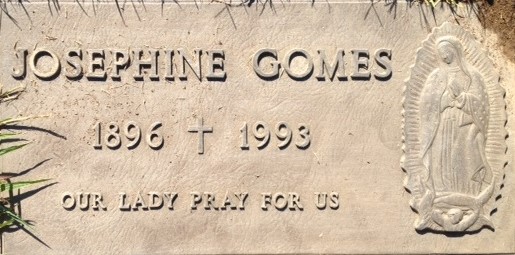 JOSEPHINE GOMES
1896 † 1993
OUR LADY PRAY FOR US